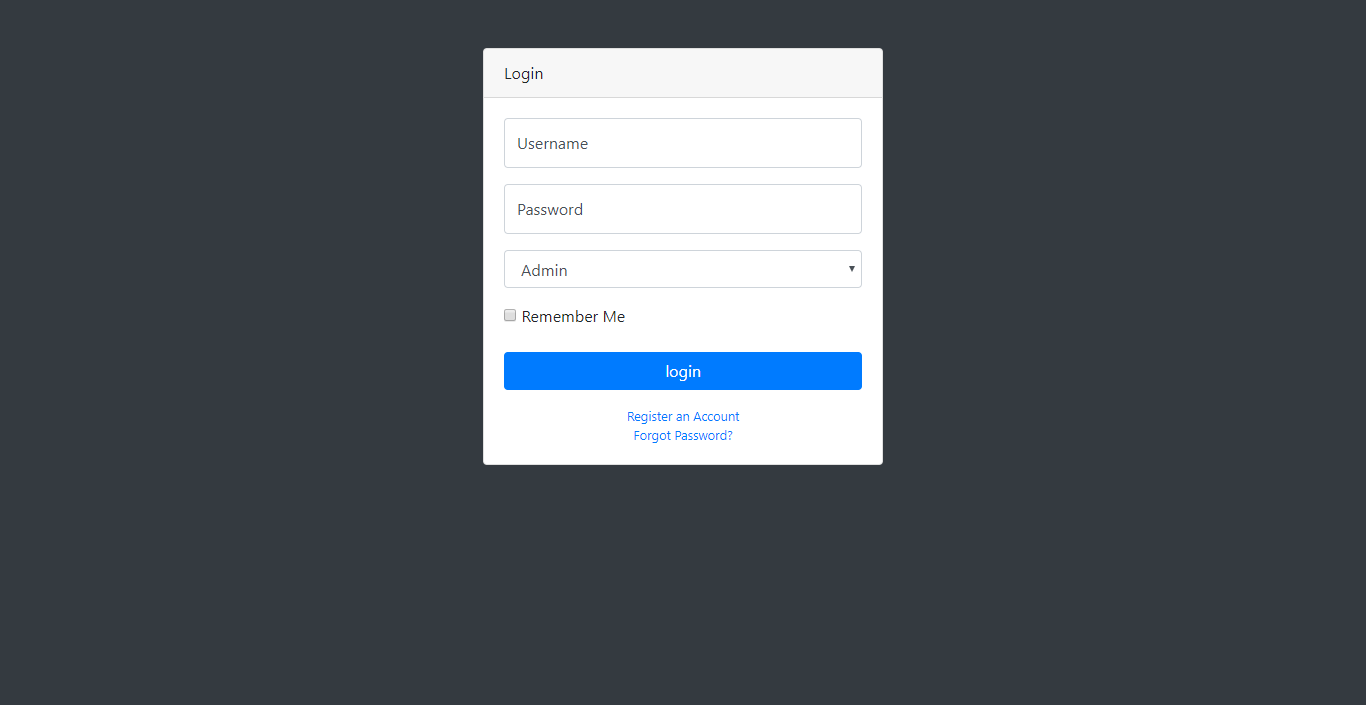 Login
Username
Password
Admin
Remember Me
login
Register an Account
Forgot Password?